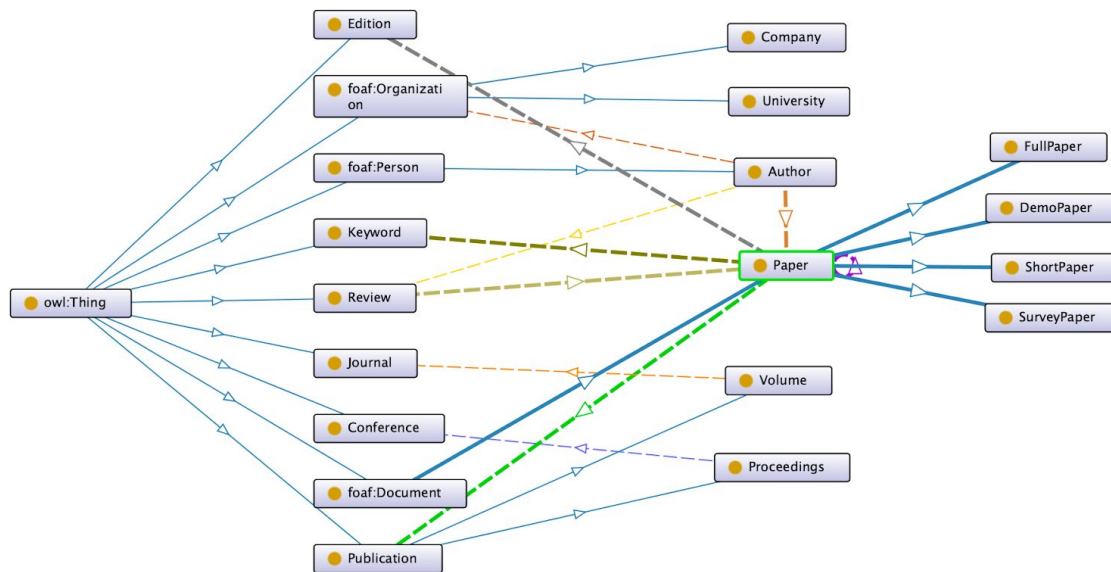 Edition
Company
foaf:Organizati
on
University
foaf:Person
Author
FullPaper
DemoPaper
Keyword
Paper
ShortPaper
owl:Thing
Review
SurveyPaper
Journal
Volume
Conference
Proceedings
foaf:Document
Publication